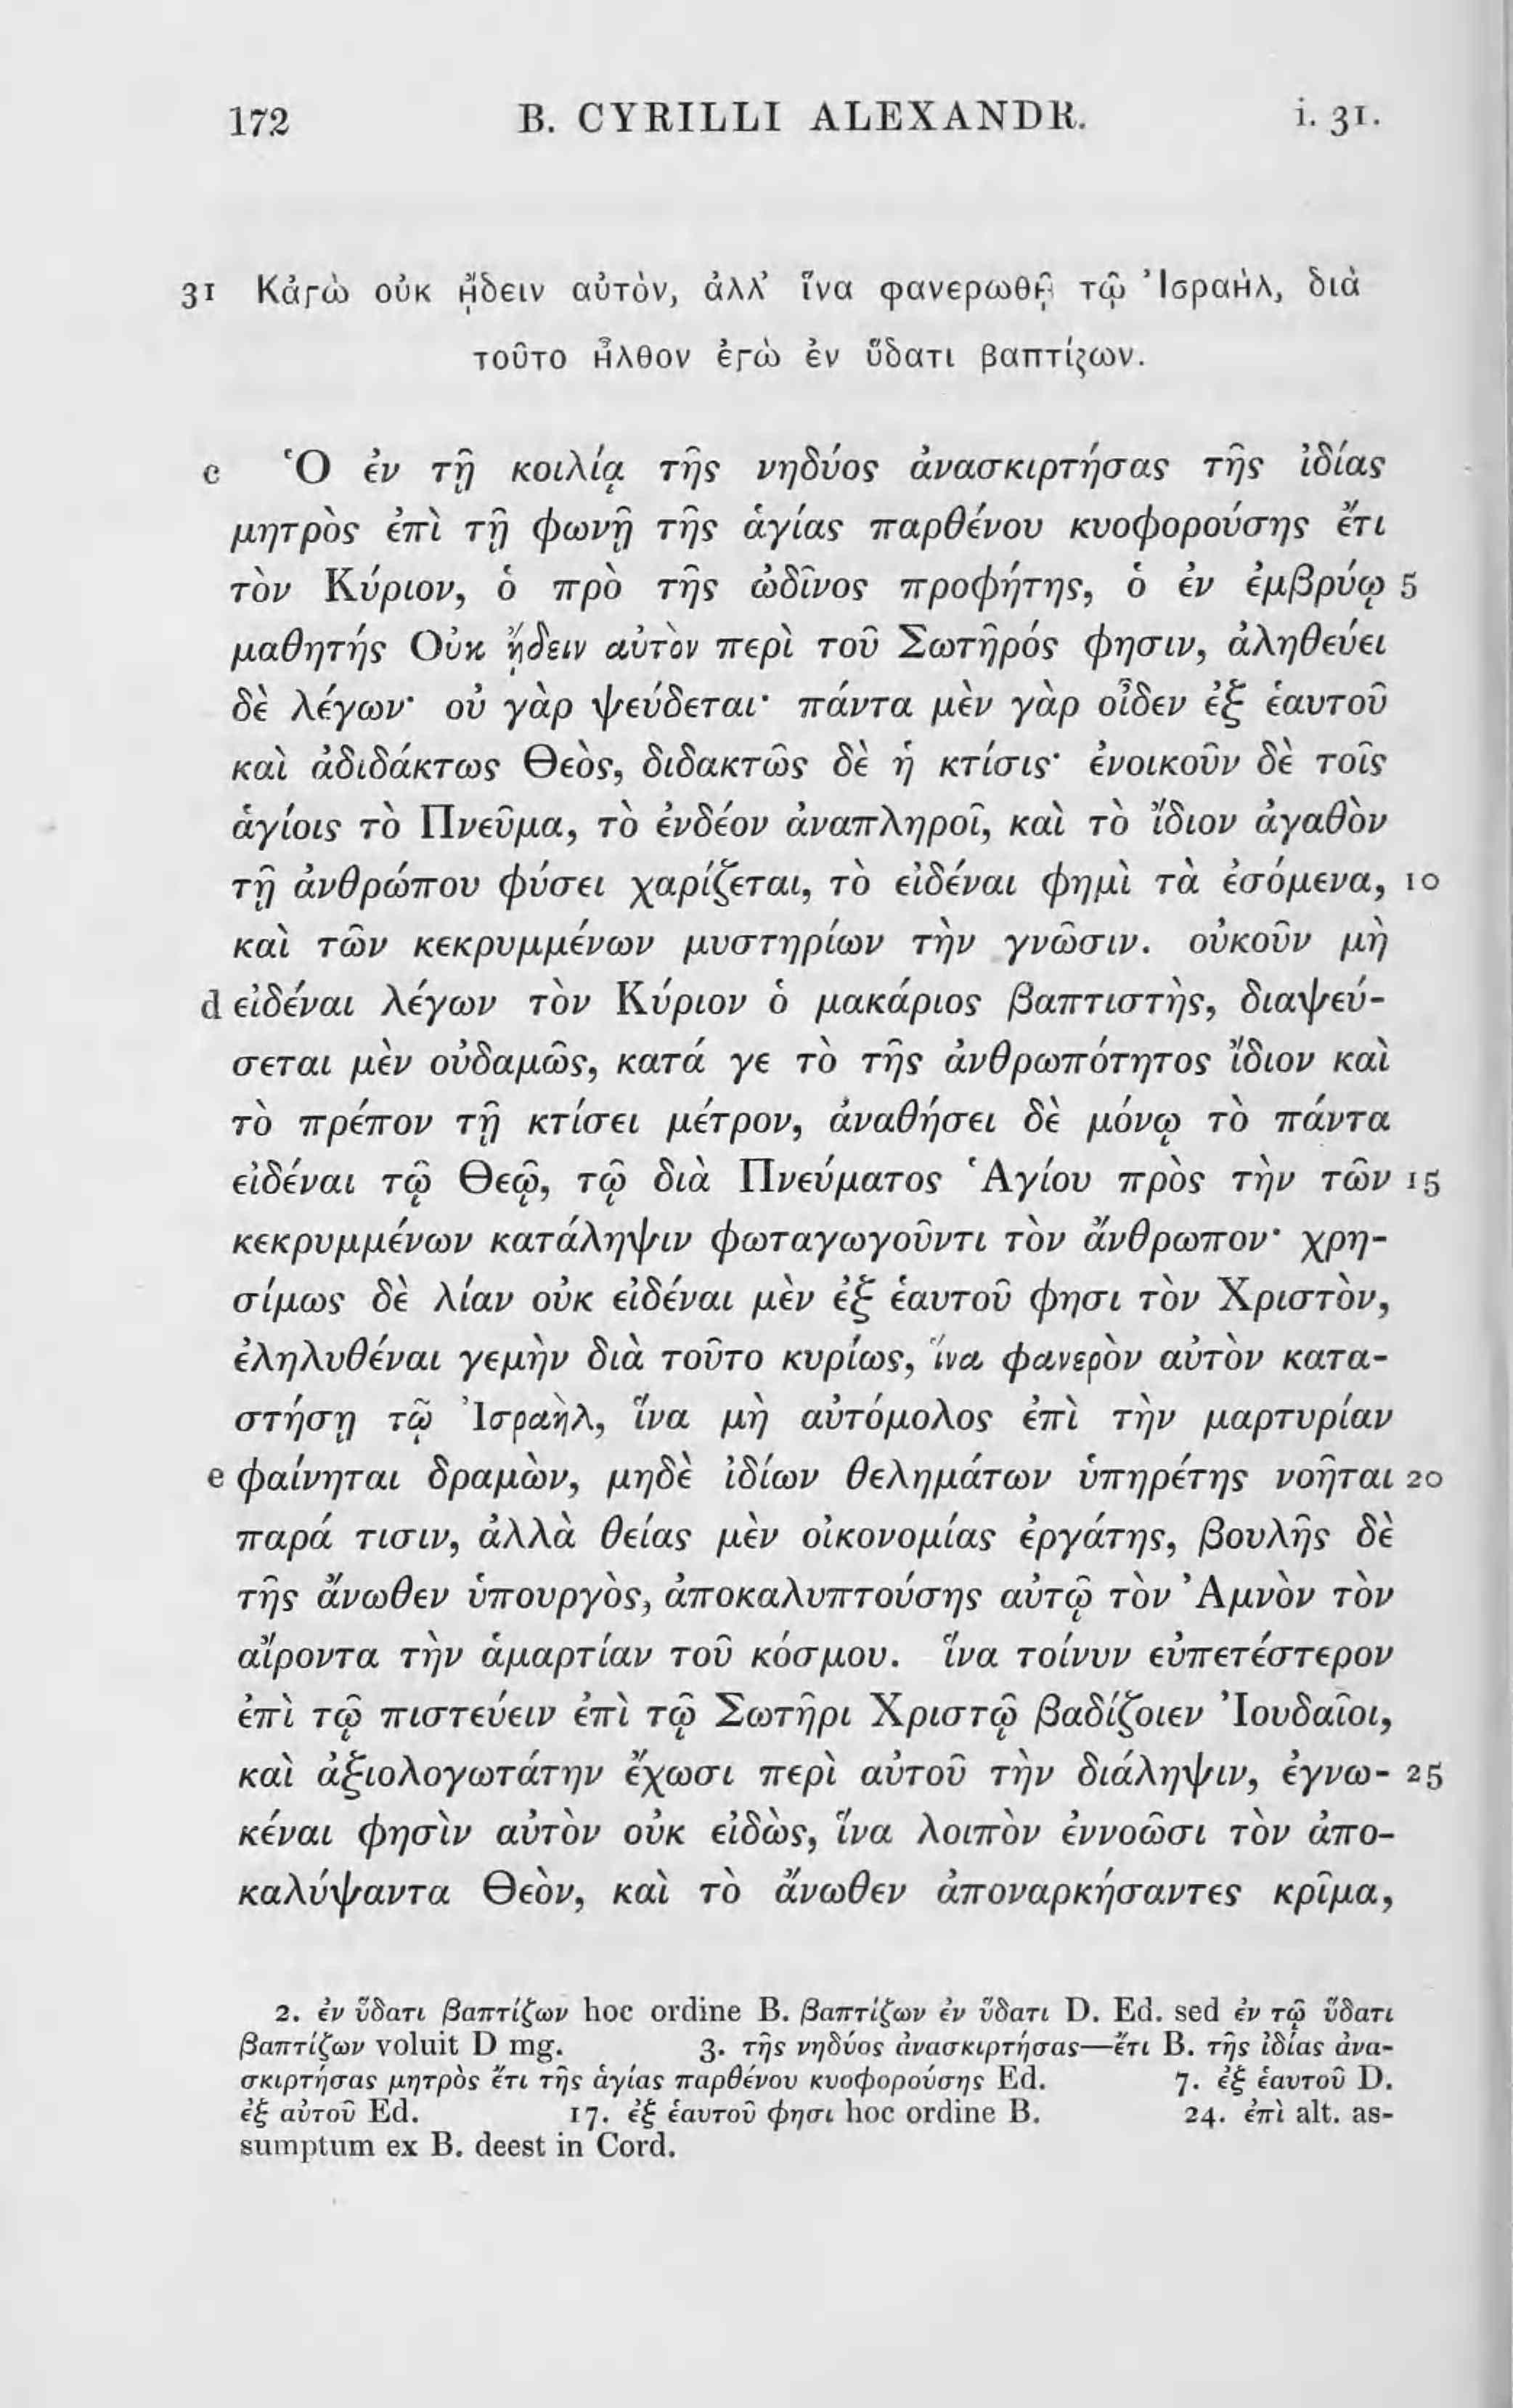 172 B. CYRILLI ALEXANDR. i. 31.
31 Κἀγὼ οὐκ ᾔδειν αὐτὸν, ἀλλ’ ἵνα φανερωθῇ τῷ Ἰσραὴλ, διὰ
τοῦτο ἦλθον ἐγὼ ἐν ὕδατι βαπτίζων.
c Ὁ ἐν τῇ κοιλίᾳ τῆς νηδύος ἀνασκιρτήσας τῆς ἰδίας
μητρὸς ἐπὶ τῇ φωνῇ τῆς ἁγίας παρθένου κυοφορούσης ἔτι
τὸν Κύριον, ὁ πρὸ τῆς ὠδῖνος προφήτης, ὁ ἐν ἐμβρύῳ 5
μαθητής Οὐκ ᾔδειν αὐτὸν περὶ τοῦ Σωτῆρός φησιν, ἀληθεύει
δὲ λέγων· οὐ γὰρ ψεύδεται· πάντα μὲν γὰρ οἶδεν ἐξ ἑαυτοῦ
καὶ ἀδιδάκτως Θεὸς, διδακτῶς δὲ ἡ κτίσις· ἐνοικοῦν δὲ τοῖς
ἁγίοις τὸ Πνεῦμα, τὸ ἐνδέον ἀναπληροῖ, καὶ τὸ ἴδιον ἀγαθὸν
τῇ ἀνθρώπου φύσει χαρίζεται, τὸ εἰδέναι φημὶ τὰ ἐσόμενα, 10
καὶ τῶν κεκρυμμένων μυστηρίων τὴν γνῶσιν. οὐκοῦν μὴ
d εἰδέναι λέγων τὸν Κύριον ὁ μακάριος βαπτιστὴς, διαψεύ-
σεται μὲν οὐδαμῶς, κατά γε τὸ τῆς ἀνθρωπότητος ἴδιον καὶ
τὸ πρέπον τῇ κτίσει μέτρον, ἀναθήσει δὲ μόνῳ τὸ πάντα
εἰδέναι τῷ Θεῷ, τῷ διὰ Πνεύματος Ἁγίου πρὸς τὴν τῶν 15
κεκρυμμένων κατάληψιν φωταγωγοῦντι τὸν ἄνθρωπον· χρη-
σίμως δὲ λίαν οὐκ εἰδέναι μὲν ἐξ ἑαυτοῦ φησι τὸν Χριστὸν,
ἐληλυθέναι γεμὴν διὰ τοῦτο κυρίως, ἵνα φανερὸν αὐτὸν κατα-
στήσῃ τῷ Ἰσραὴλ, ἵνα μὴ αὐτόμολος ἐπὶ τὴν μαρτυρίαν
e φαίνηται δραμὼν, μηδὲ ἰδίων θελημάτων ὑπηρέτης νοῆται 20
παρά τισιν, ἀλλὰ θείας μὲν οἰκονομίας ἐργάτης, βουλῆς δὲ
τῆς ἄνωθεν ὑπουργὸς, ἀποκαλυπτούσης αὐτῷ τὸν Ἀμνὸν τὸν
αἴροντα τὴν ἁμαρτίαν τοῦ κόσμου. ἵνα τοίνυν εὐπετέστερον
ἐπὶ τῷ πιστεύειν ἐπὶ τῷ Σωτῆρι Χριστῷ βαδίζοιεν Ἰουδαῖοι,
καὶ ἀξιολογωτάτην ἔχωσι περὶ αὐτοῦ τὴν διάληψιν, ἐγνω- 25
κέναι φησὶν αὐτὸν οὐκ εἰδὼς, ἵνα λοιπὸν ἐννοῶσι τὸν ἀπο-
καλύψαντα Θεὸν, καὶ τὸ ἄνωθεν ἀποναρκήσαντες κρῖμα,
2. ἐν ὕδατι βαπτίζων hoc ordine B. βαπτίζων ἐν ὕδατι D. Ed. sed ἐν τῷ ὕδατι
βαπτίζων voluit D mg. 3. τῆς νηδύος ἀνασκιρτήσας—ἔτι B. τῆς ἰδίας ἀνα-
σκιρτήσας μητρὸς ἔτι τῆς ἁγίας παρθένου κυοφορούσης Ed. 7. ἐξ ἑαυτοῦ D.
ἐξ αὐτοῦ Ed. 17. ἐξ ἑαυτοῦ φησι hoc ordine B. 24. ἐπὶ alt. as-
sumptum ex B. deest in Cord.